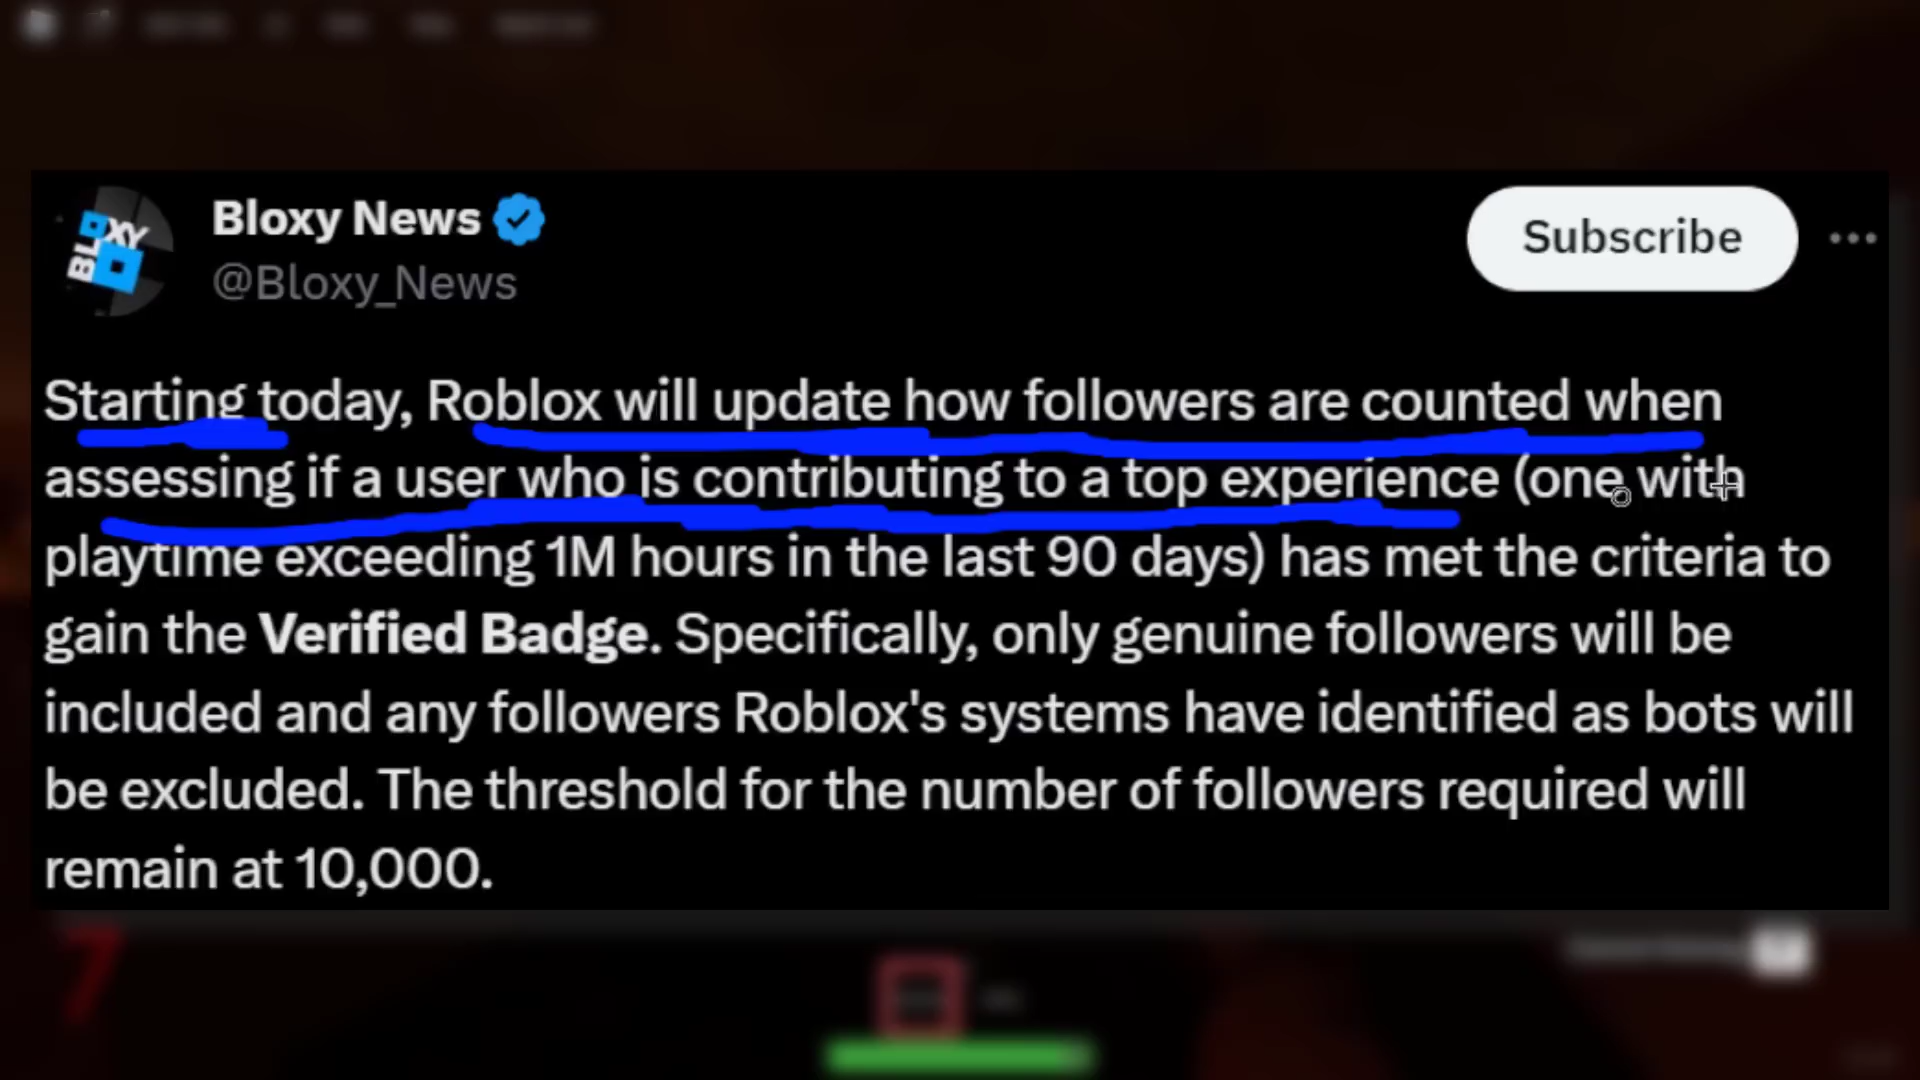 BLOXY
Bloxy News
@Bloxy_News
Subscribe
Starting today, Roblox will update how followers are counted when
assessing if a user who is contributing to a top experience (one with
playtime exceeding 1M hours in the last 90 days) has met the criteria to
gain the Verified Badge. Specifically, only genuine followers will be
included and any followers Roblox's systems have identified as bots will
be excluded. The threshold for the number of followers required will
remain at 10,000.
7